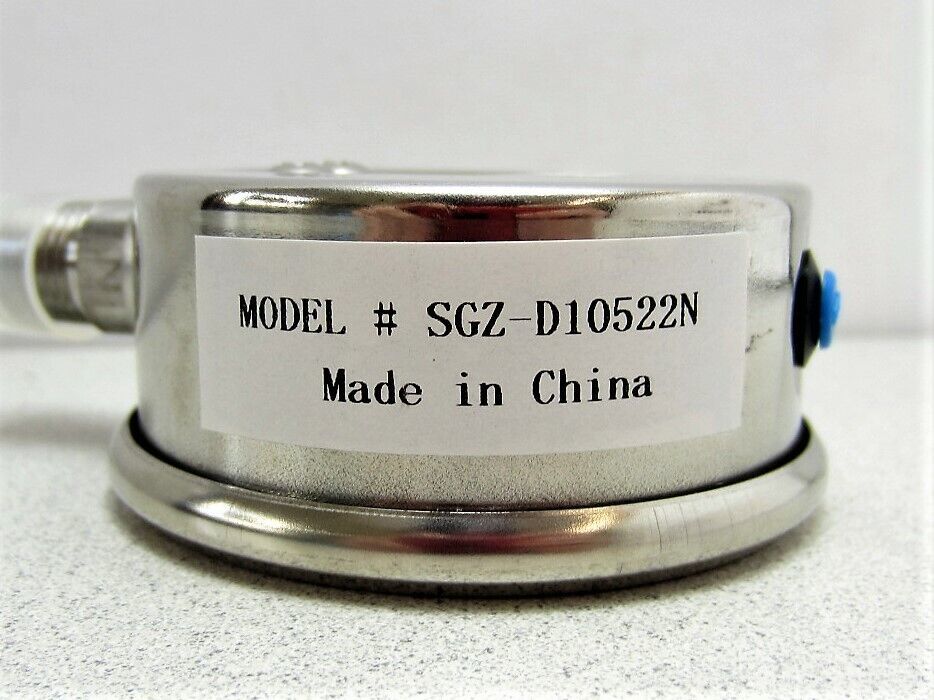 MODEL # SGZ-D10522N
Made in China